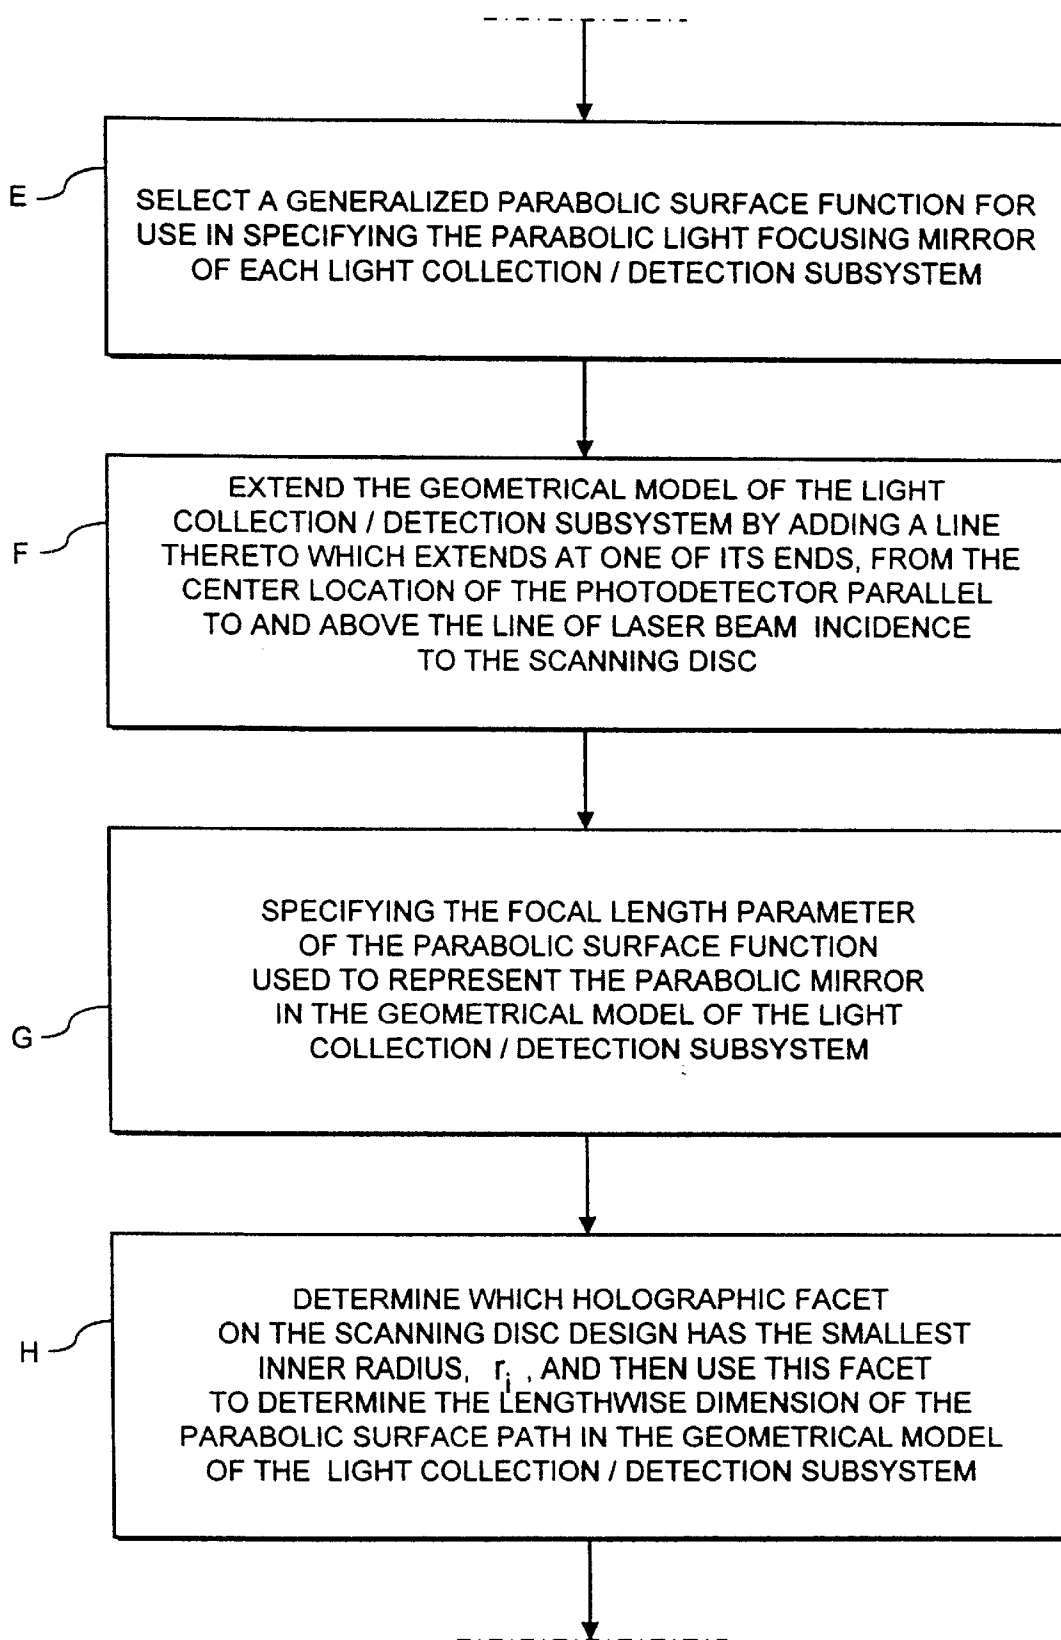 E
SELECT A GENERALIZED PARABOLIC SURFACE FUNCTION FOR
USE IN SPECIFYING THE PARABOLIC LIGHT FOCUSING MIRROR
OF EACH LIGHT COLLECTION / DETECTION SUBSYSTEM
F
EXTEND THE GEOMETRICAL MODEL OF THE LIGHT
COLLECTION / DETECTION SUBSYSTEM BY ADDING A LINE
THERETO WHICH EXTENDS AT ONE OF ITS ENDS, FROM THE
CENTER LOCATION OF THE PHOTODETECTOR PARALLEL
TO AND ABOVE THE LINE OF LASER BEAM INCIDENCE
TO THE SCANNING DISC
G
SPECIFYING THE FOCAL LENGTH PARAMETER
OF THE PARABOLIC SURFACE FUNCTION
USED TO REPRESENT THE PARABOLIC MIRROR
IN THE GEOMETRICAL MODEL OF THE LIGHT
COLLECTION / DETECTION SUBSYSTEM
H
DETERMINE WHICH HOLOGRAPHIC FACET
ON THE SCANNING DISC DESIGN HAS THE SMALLEST
INNER RADIUS, r_i , AND THEN USE THIS FACET
TO DETERMINE THE LENGTHWISE DIMENSION OF THE
PARABOLIC SURFACE PATH IN THE GEOMETRICAL MODEL
OF THE LIGHT COLLECTION / DETECTION SUBSYSTEM